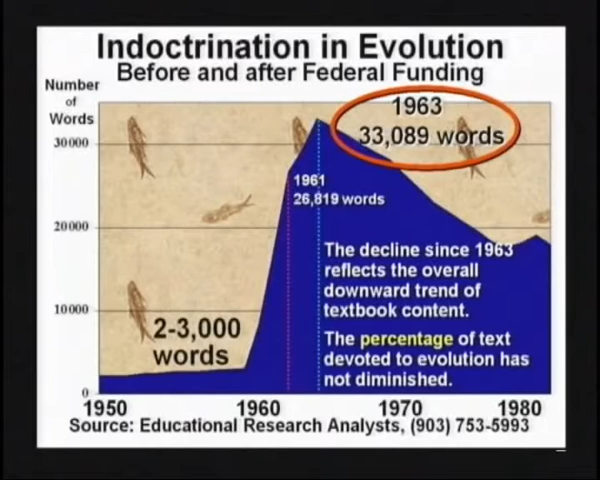 Indoctrination in Evolution
Before and after Federal Funding
Number
of
Words
1963
33,089 words
30000
1961
26,819 words
20000
The decline since 1963
reflects the overall
downward trend of
textbook content.
10000
2-3,000
words
The percentage of text
devoted to evolution has
not diminished.
0
1950
1960
1970
1980
Source: Educational Research Analysts, (903) 753-5993